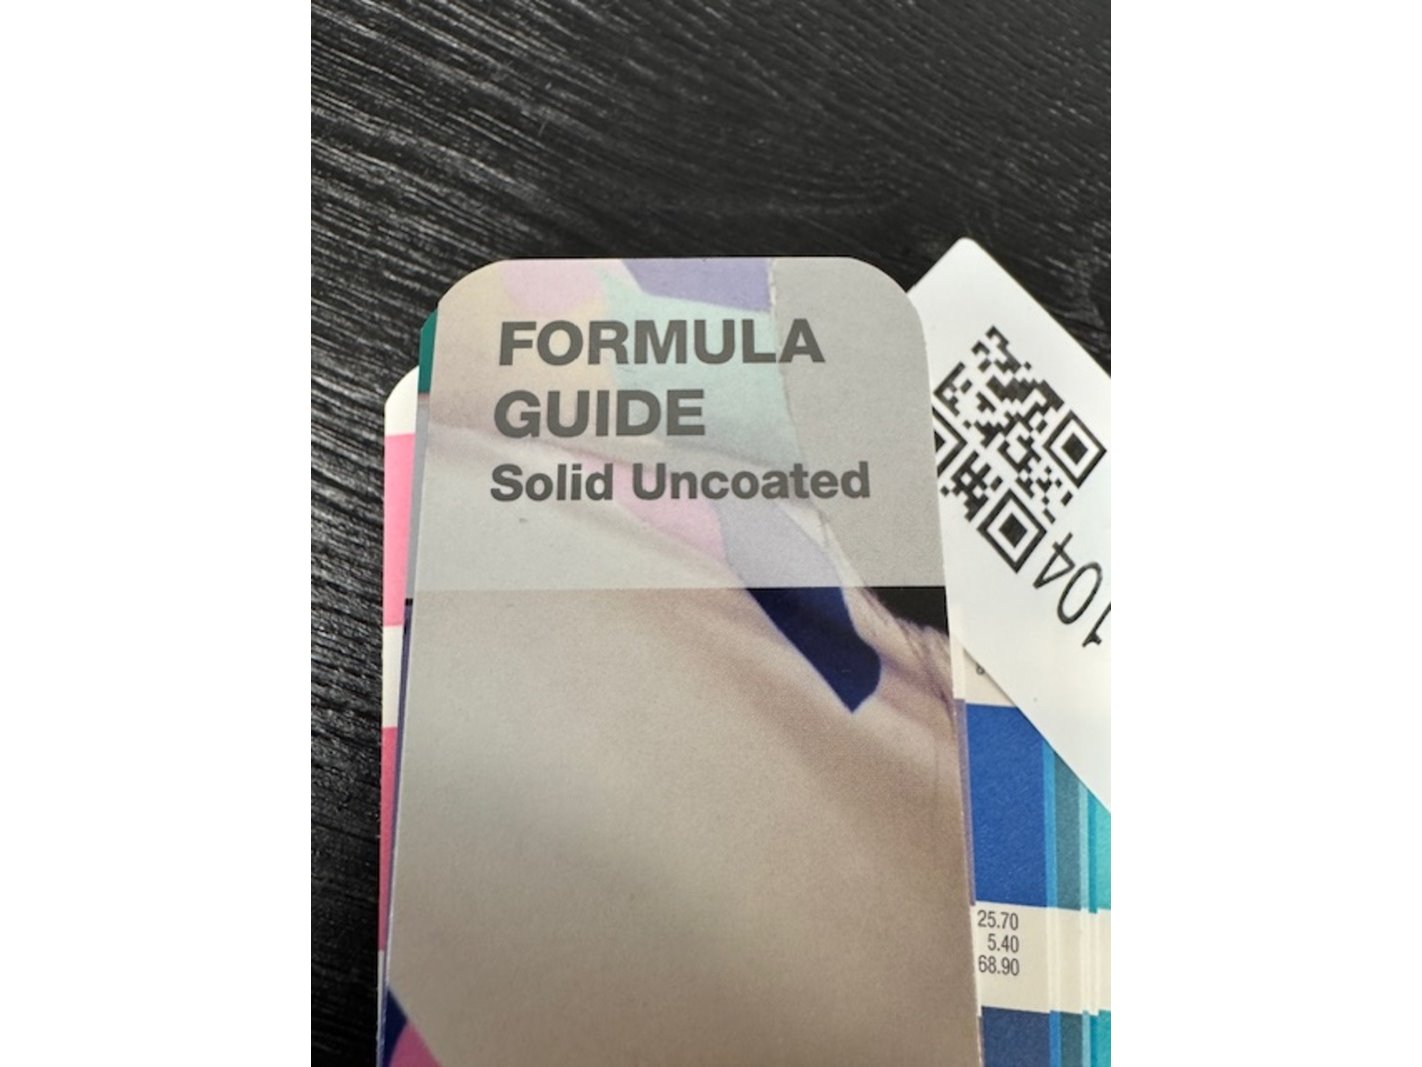 FORMULA
GUIDE
Solid Uncoated
104
25.70
5.40
68.90